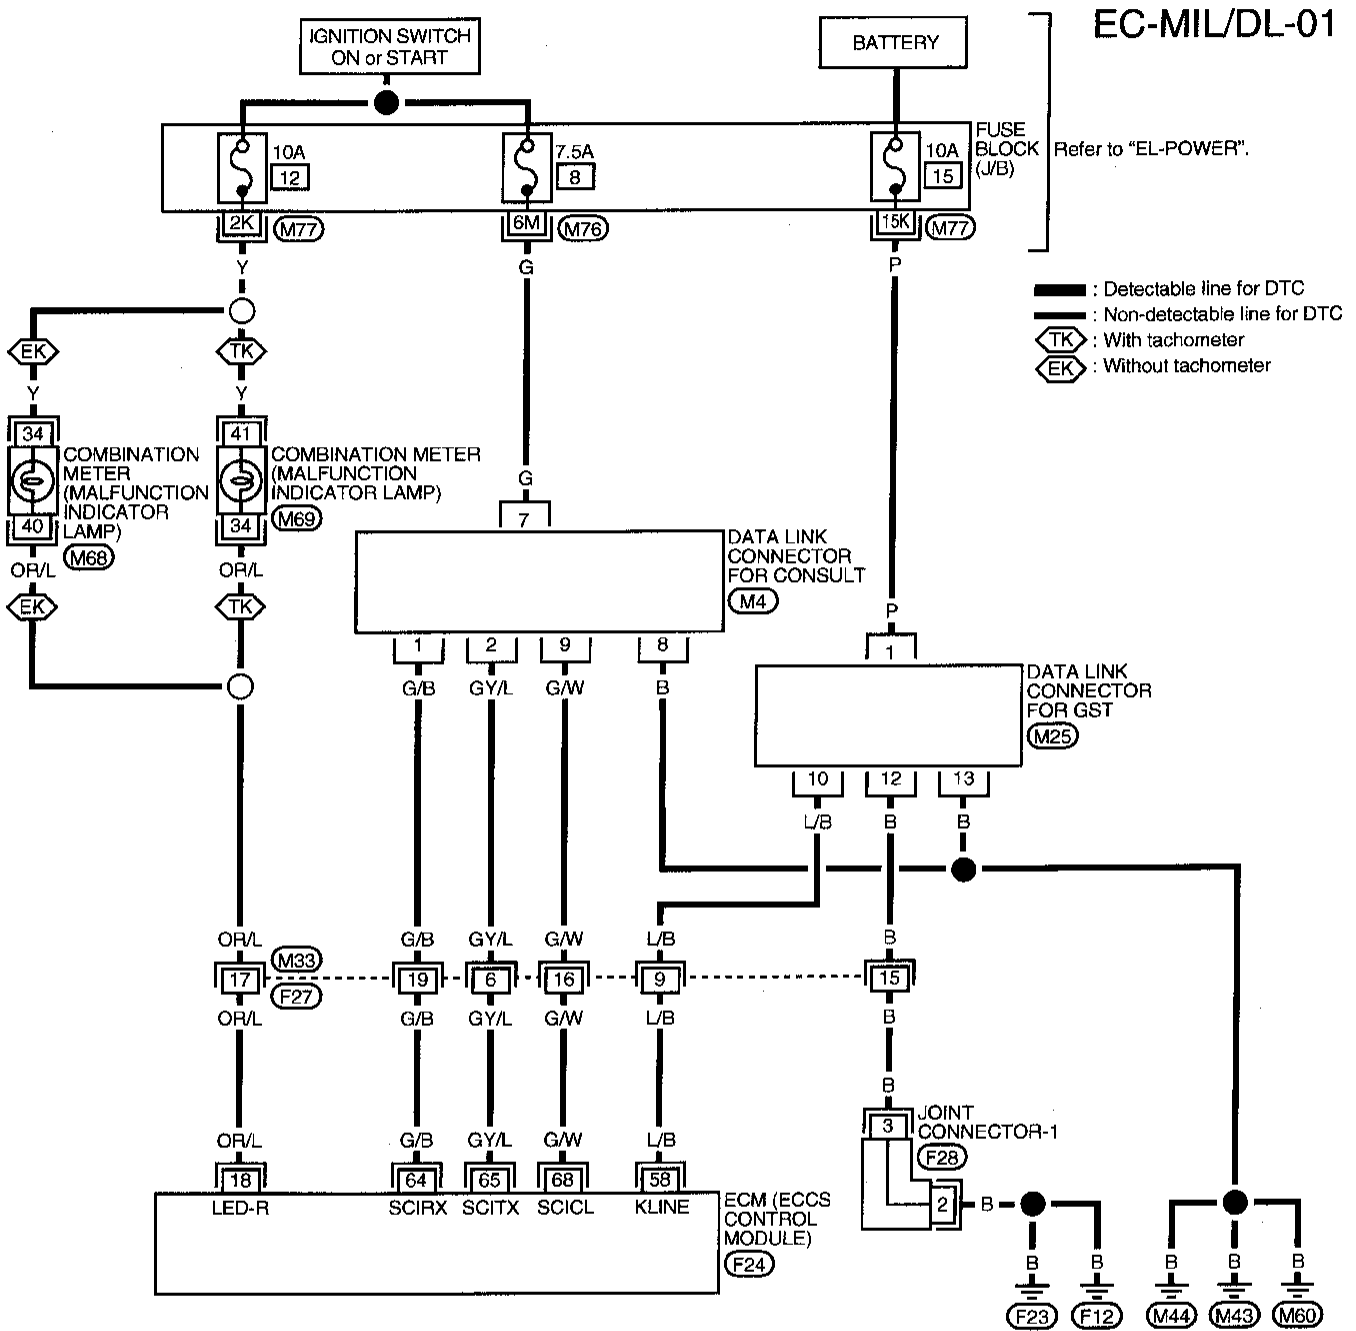 EC-MIL/DL-01
IGNITION SWITCH
ON or START
BATTERY
FUSE
BLOCK
(J/B)
Refer to "EL-POWER".
10A
12
7.5A
8
10A
15
2K
M77
6M
M76
15K
M77
Y
G
P
: Detectable line for DTC
: Non-detectable line for DTC
TK : With tachometer
EK : Without tachometer
EK
TK
Y
Y
34
41
COMBINATION
METER
(MALFUNCTION
INDICATOR
LAMP)
M68
COMBINATION METER
(MALFUNCTION
INDICATOR LAMP)
M69
40
34
OR/L
OR/L
EK
TK
G
7
DATA LINK
CONNECTOR
FOR CONSULT
M4
1
2
9
8
G/B
GY/L
G/W
B
P
1
DATA LINK
CONNECTOR
FOR GST
M25
10
12
13
L/B
B
B
OR/L
G/B
GY/L
G/W
L/B
B
M33
F27
17
19
6
16
9
15
OR/L
G/B
GY/L
G/W
L/B
B
B
3
JOINT
CONNECTOR-1
F28
2
B
OR/L
G/B
GY/L
G/W
L/B
18
64
65
68
58
LED-R
SCIRX
SCITX
SCICL
KLINE
ECM (ECCS
CONTROL
MODULE)
F24
B
B
B
B
B
F23
F12
M44
M43
M60